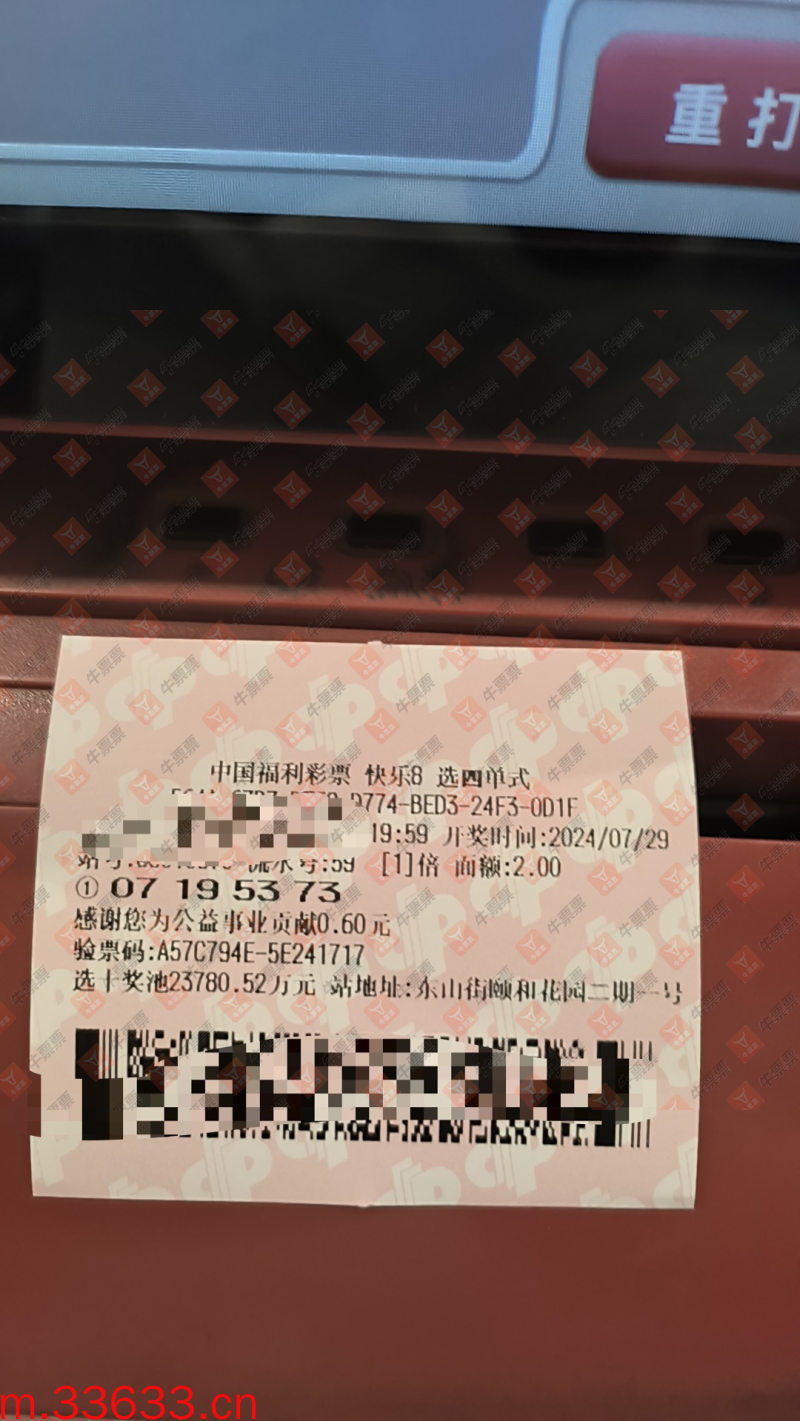 重打
中国福利彩票 快乐8 选四单式
9774-BED3-24F3-0D1F
19:59 开奖时间:2024/07/29
流水号:59 [1]倍 面额:2.00
① 07 19 53 73
感谢您为公益事业贡献0.60元
验票码:A57C794E-5E241717
选十奖池23780.52万元 站地址:东山街颐和花园二期一号
牛票票
m.33633.cn